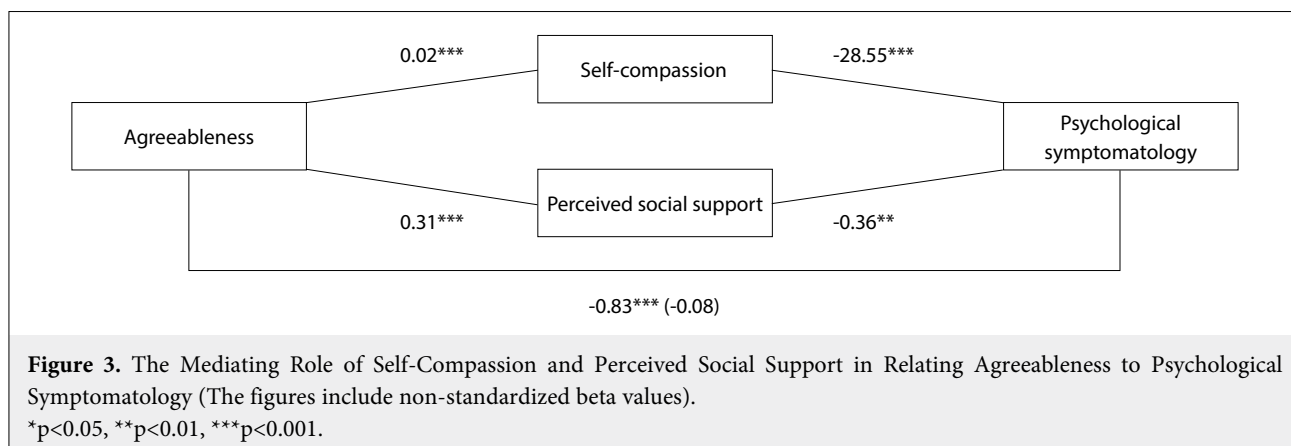 0.02***
Self-compassion
-28.55***
Agreeableness
Psychological
symptomatology
Perceived social support
0.31***
-0.36**
-0.83*** (-0.08)
Figure 3. The Mediating Role of Self-Compassion and Perceived Social Support in Relating Agreeableness to Psychological
Symptomatology (The figures include non-standardized beta values).
*p<0.05, **p<0.01, ***p<0.001.